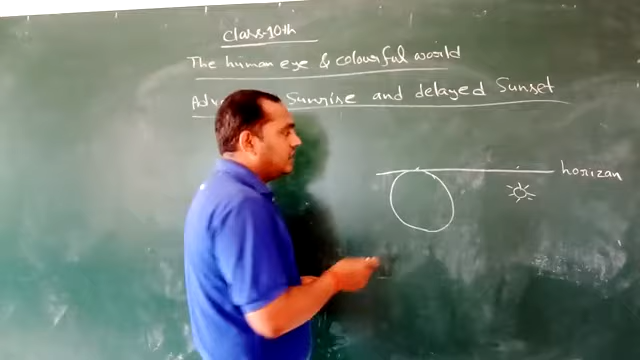 Class-10th
The human eye & colourful world
Adv Sunrise and delayed Sunset
horizan